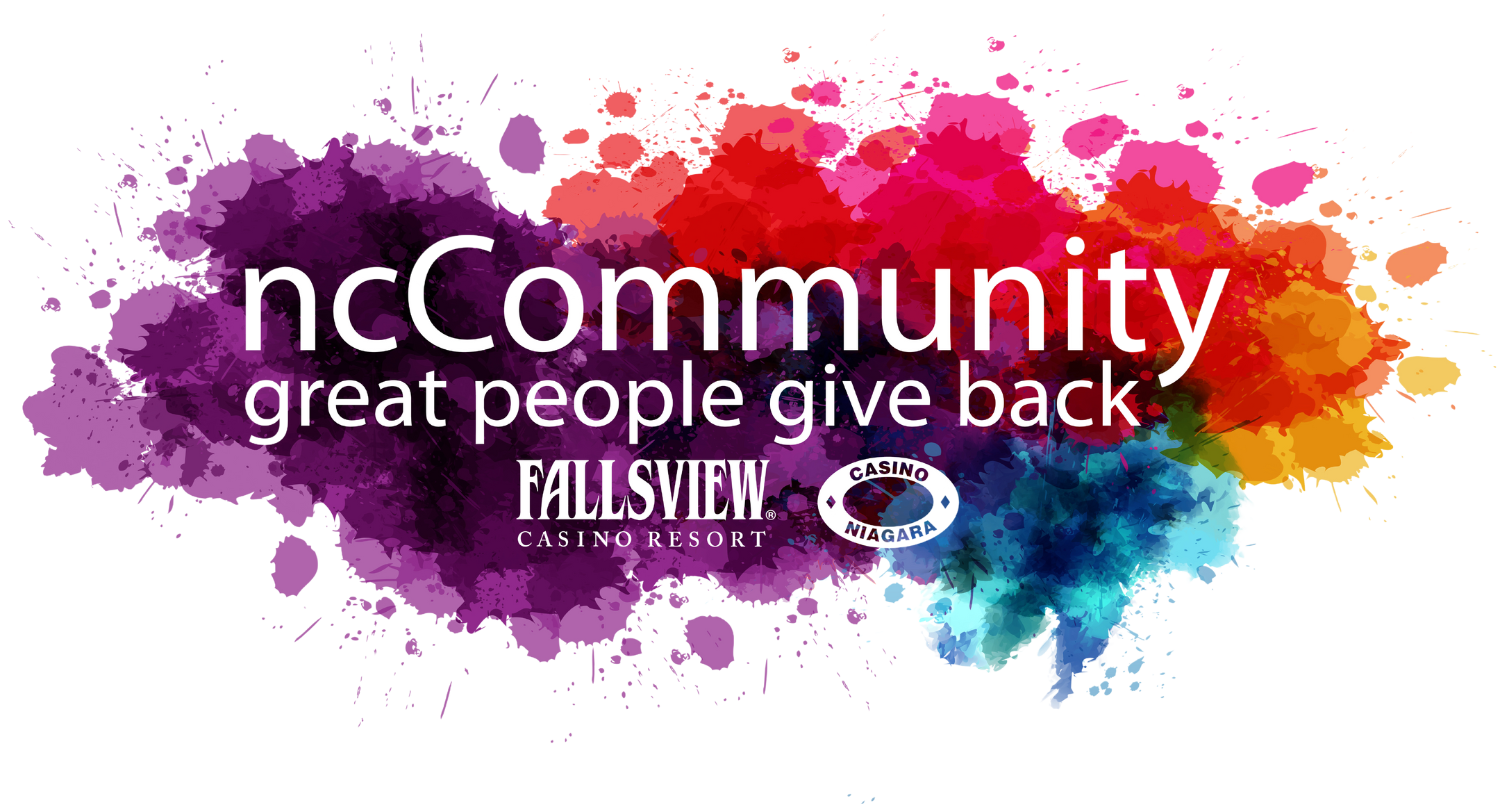 ncCommunity
great people give back
FALLSVIEW®
CASINO RESORT
CASINO
NIAGARA